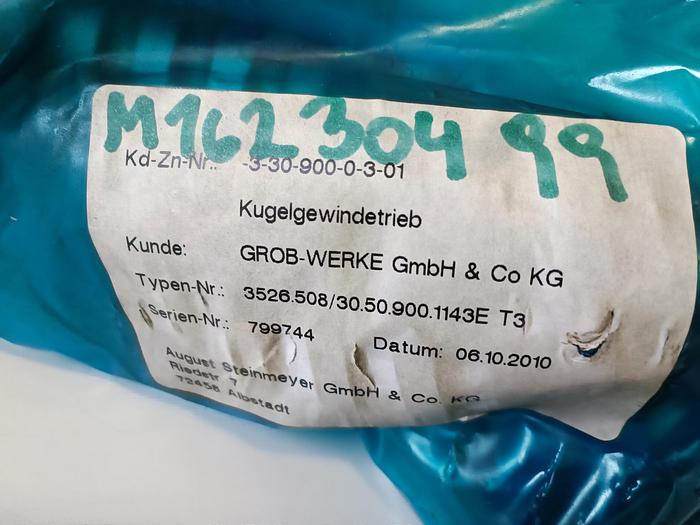 M162304 99
Kd-Zn-Nr.: -3-30-900-0-3-01
Kugelgewindetrieb
Kunde: GROB-WERKE GmbH & Co KG
Typen-Nr.: 3526.508/30.50.900.1143E T3
Serien-Nr.: 799744 Datum: 06.10.2010
August Steinmeyer GmbH & Co. KG
Riedstr 7
72458 Albstadt